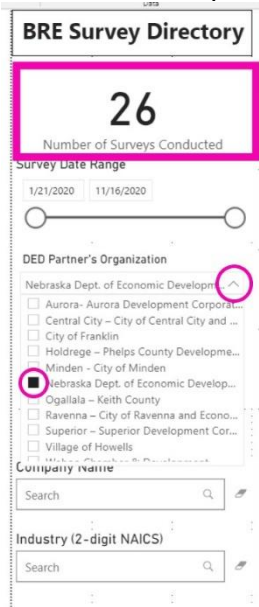 Data
BRE Survey Directory
26
Number of Surveys Conducted
Survey Date Range
1/21/2020 11/16/2020
DED Partner's Organization
Nebraska Dept. of Economic Developm...
Aurora- Aurora Development Corporat...
Central City – City of Central City and ...
City of Franklin
Holdrege – Phelps County Developme...
Minden - City of Minden
Nebraska Dept. of Economic Develop...
Ogallala – Keith County
Ravenna – City of Ravenna and Econo...
Superior – Superior Development Cor...
Village of Howells
Wahoo Chamber & Development
Company Name
Search
Industry (2-digit NAICS)
Search